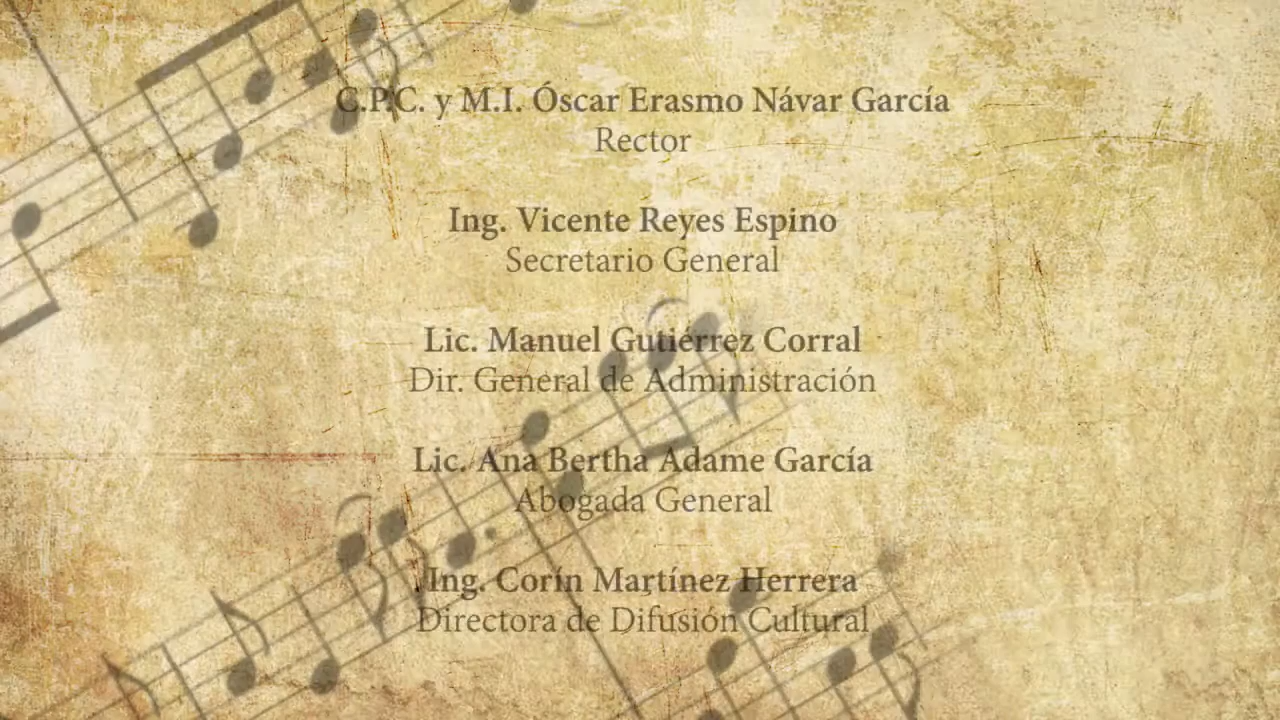 C.P.C. y M.I. Óscar Erasmo Návar García
Rector
Ing. Vicente Reyes Espino
Secretario General
Lic. Manuel Gutiérrez Corral
Dir. General de Administración
Lic. Ana Bertha Adame García
Abogada General
Ing. Corín Martínez Herrera
Directora de Difusión Cultural